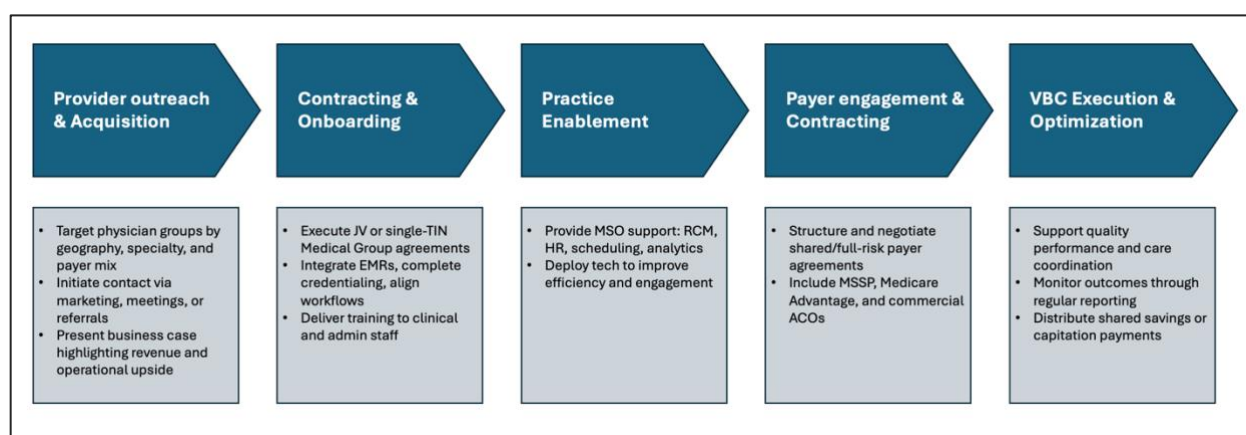 Provider outreach
& Acquisition
Contracting &
Onboarding
Practice
Enablement
Payer engagement &
Contracting
VBC Execution &
Optimization
• Target physician groups by
geography, specialty, and
payer mix
• Initiate contact via
marketing, meetings, or
referrals
• Present business case
highlighting revenue and
operational upside
• Execute JV or single-TIN
Medical Group agreements
• Integrate EMRs, complete
credentialing, align
workflows
• Deliver training to clinical
and admin staff
• Provide MSO support: RCM,
HR, scheduling, analytics
• Deploy tech to improve
efficiency and engagement
• Structure and negotiate
shared/full-risk payer
agreements
• Include MSSP, Medicare
Advantage, and commercial
ACOs
• Support quality
performance and care
coordination
• Monitor outcomes through
regular reporting
• Distribute shared savings or
capitation payments